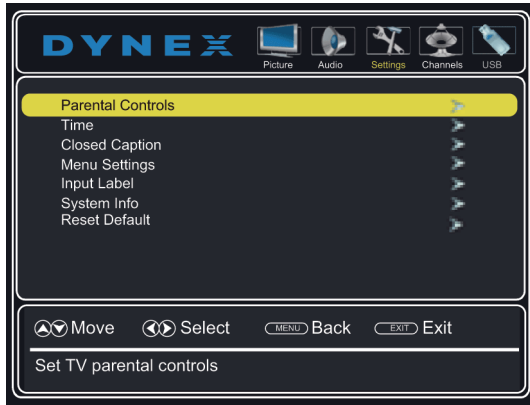 DYNEX
Picture Audio Settings Channels USB
Parental Controls
Time
Closed Caption
Menu Settings
Input Label
System Info
Reset Default
Move Select MENU Back EXIT Exit
Set TV parental controls